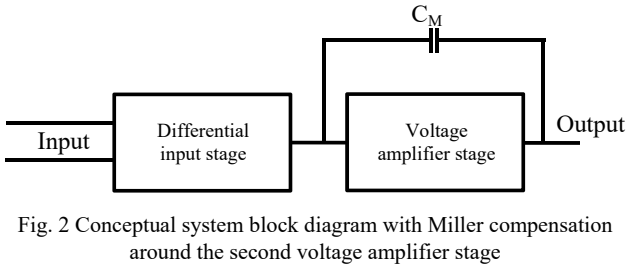 C_M
Differential
input stage
Voltage
amplifier stage
Input
Output
Fig. 2 Conceptual system block diagram with Miller compensation
around the second voltage amplifier stage